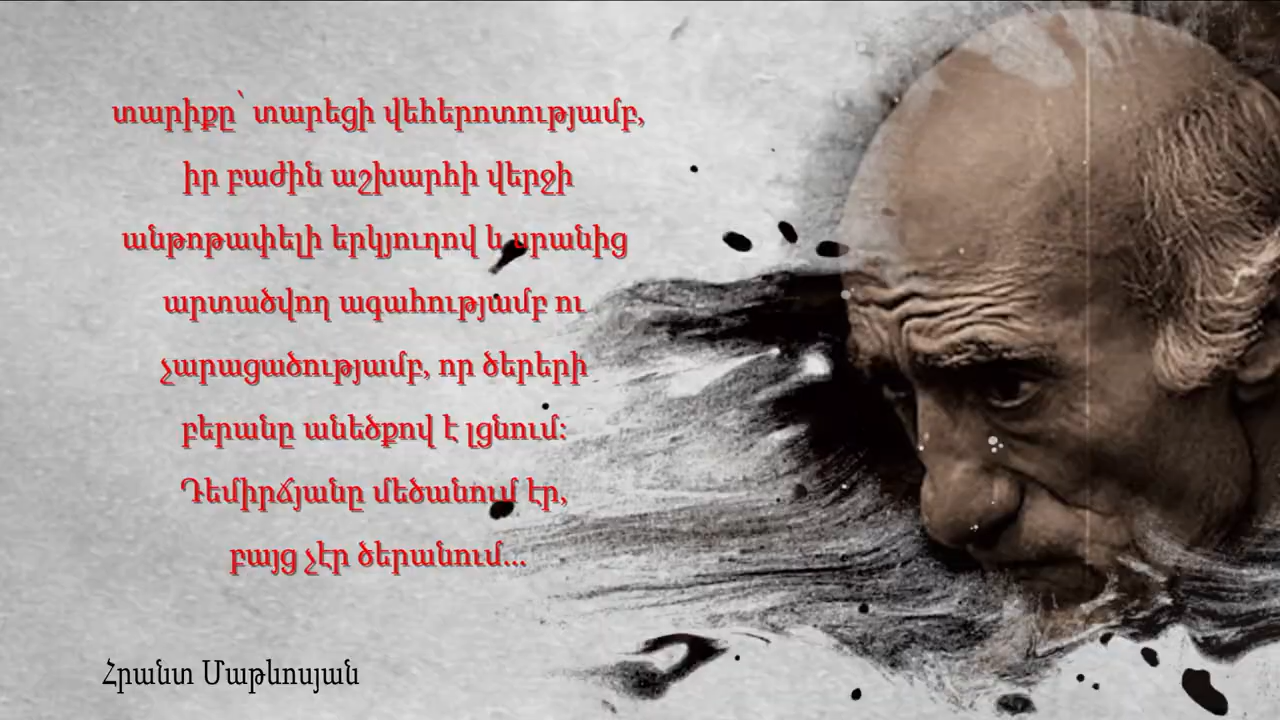 տարիքը՝ տարեցի վեհերոտությամբ,
իր բաժին աշխարհի վերջի
անթոթափելի երկյուղով և սրանից
արտածվող ագահությամբ ու
չարացածությամբ, որ ծերերի
բերանը անեծքով է լցնում:
Դեմիրճյանը մեծանում էր,
բայց չէր ծերանում...
Հրանտ Մաթևոսյան